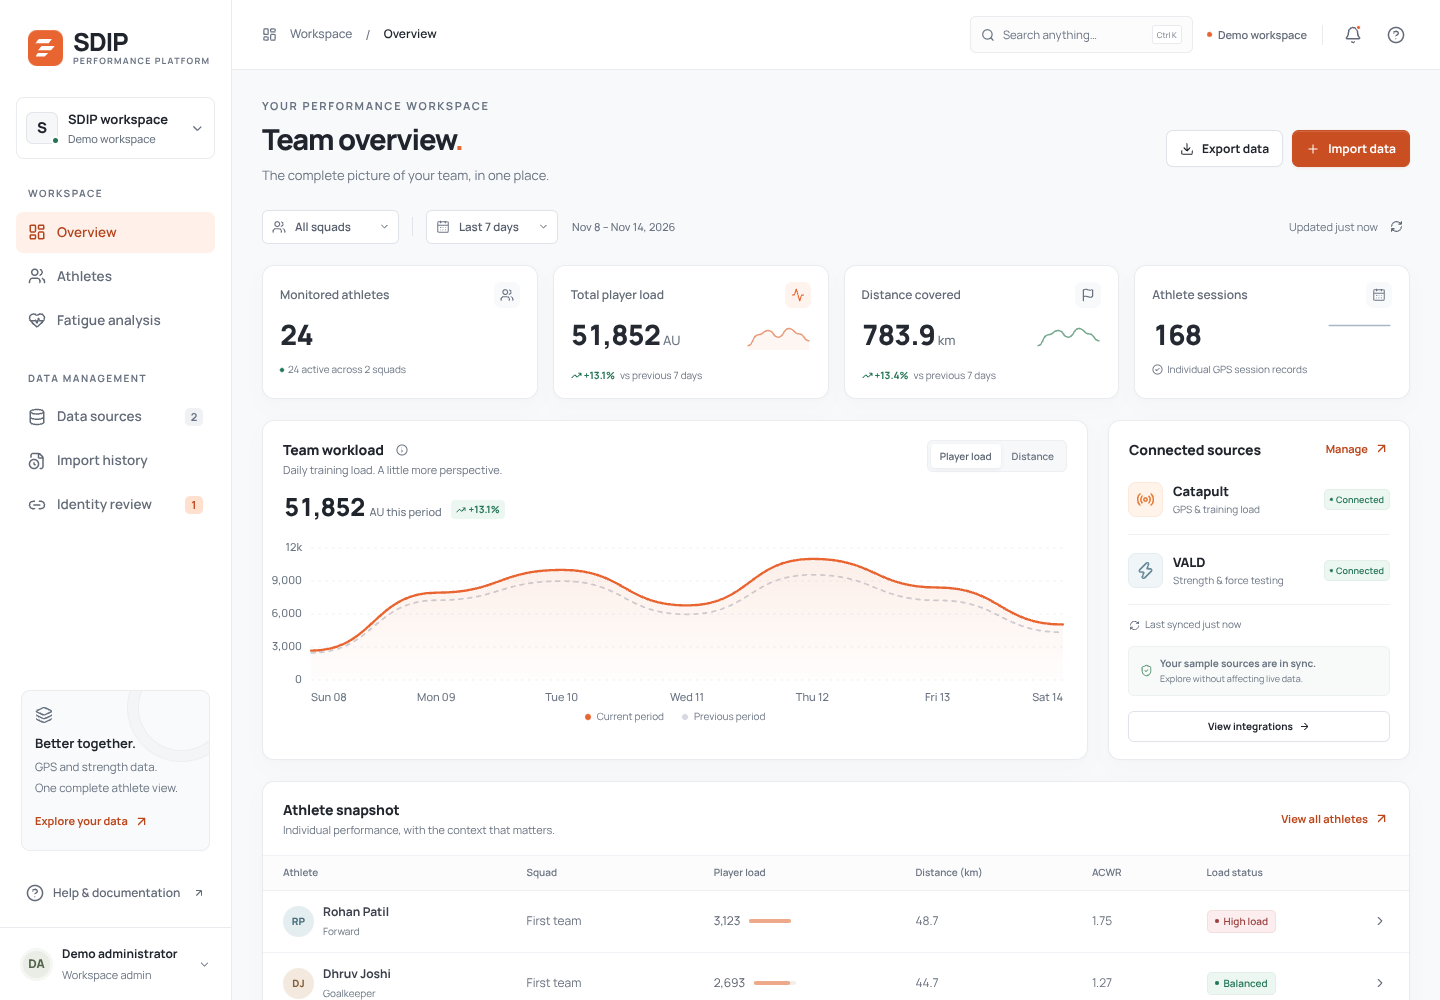 SDIP
PERFORMANCE PLATFORM
S
SDIP workspace
Demo workspace
WORKSPACE
Overview
Athletes
Fatigue analysis
DATA MANAGEMENT
Data sources 2
Import history
Identity review 1
Better together.
GPS and strength data.
One complete athlete view.
Explore your data
Help & documentation
DA
Demo administrator
Workspace admin
Workspace / Overview
Search anything... Ctrl K
Demo workspace
YOUR PERFORMANCE WORKSPACE
Team overview.
The complete picture of your team, in one place.
Export data
Import data
All squads
Last 7 days
Nov 8 – Nov 14, 2026
Updated just now
Monitored athletes
24
24 active across 2 squads
Total player load
51,852 AU
+13.1% vs previous 7 days
Distance covered
783.9 km
+13.4% vs previous 7 days
Athlete sessions
168
Individual GPS session records
Team workload
Daily training load. A little more perspective.
Player load Distance
51,852 AU this period +13.1%
12k
9,000
6,000
3,000
0
Sun 08 Mon 09 Tue 10 Wed 11 Thu 12 Fri 13 Sat 14
Current period Previous period
Connected sources
Manage
Catapult
GPS & training load
Connected
VALD
Strength & force testing
Connected
Last synced just now
Your sample sources are in sync.
Explore without affecting live data.
View integrations
Athlete snapshot
Individual performance, with the context that matters.
View all athletes
Athlete Squad Player load Distance (km) ACWR Load status
RP Rohan Patil First team 3,123 48.7 1.75 High load
Forward
DJ Dhruv Joshi First team 2,693 44.7 1.27 Balanced
Goalkeeper